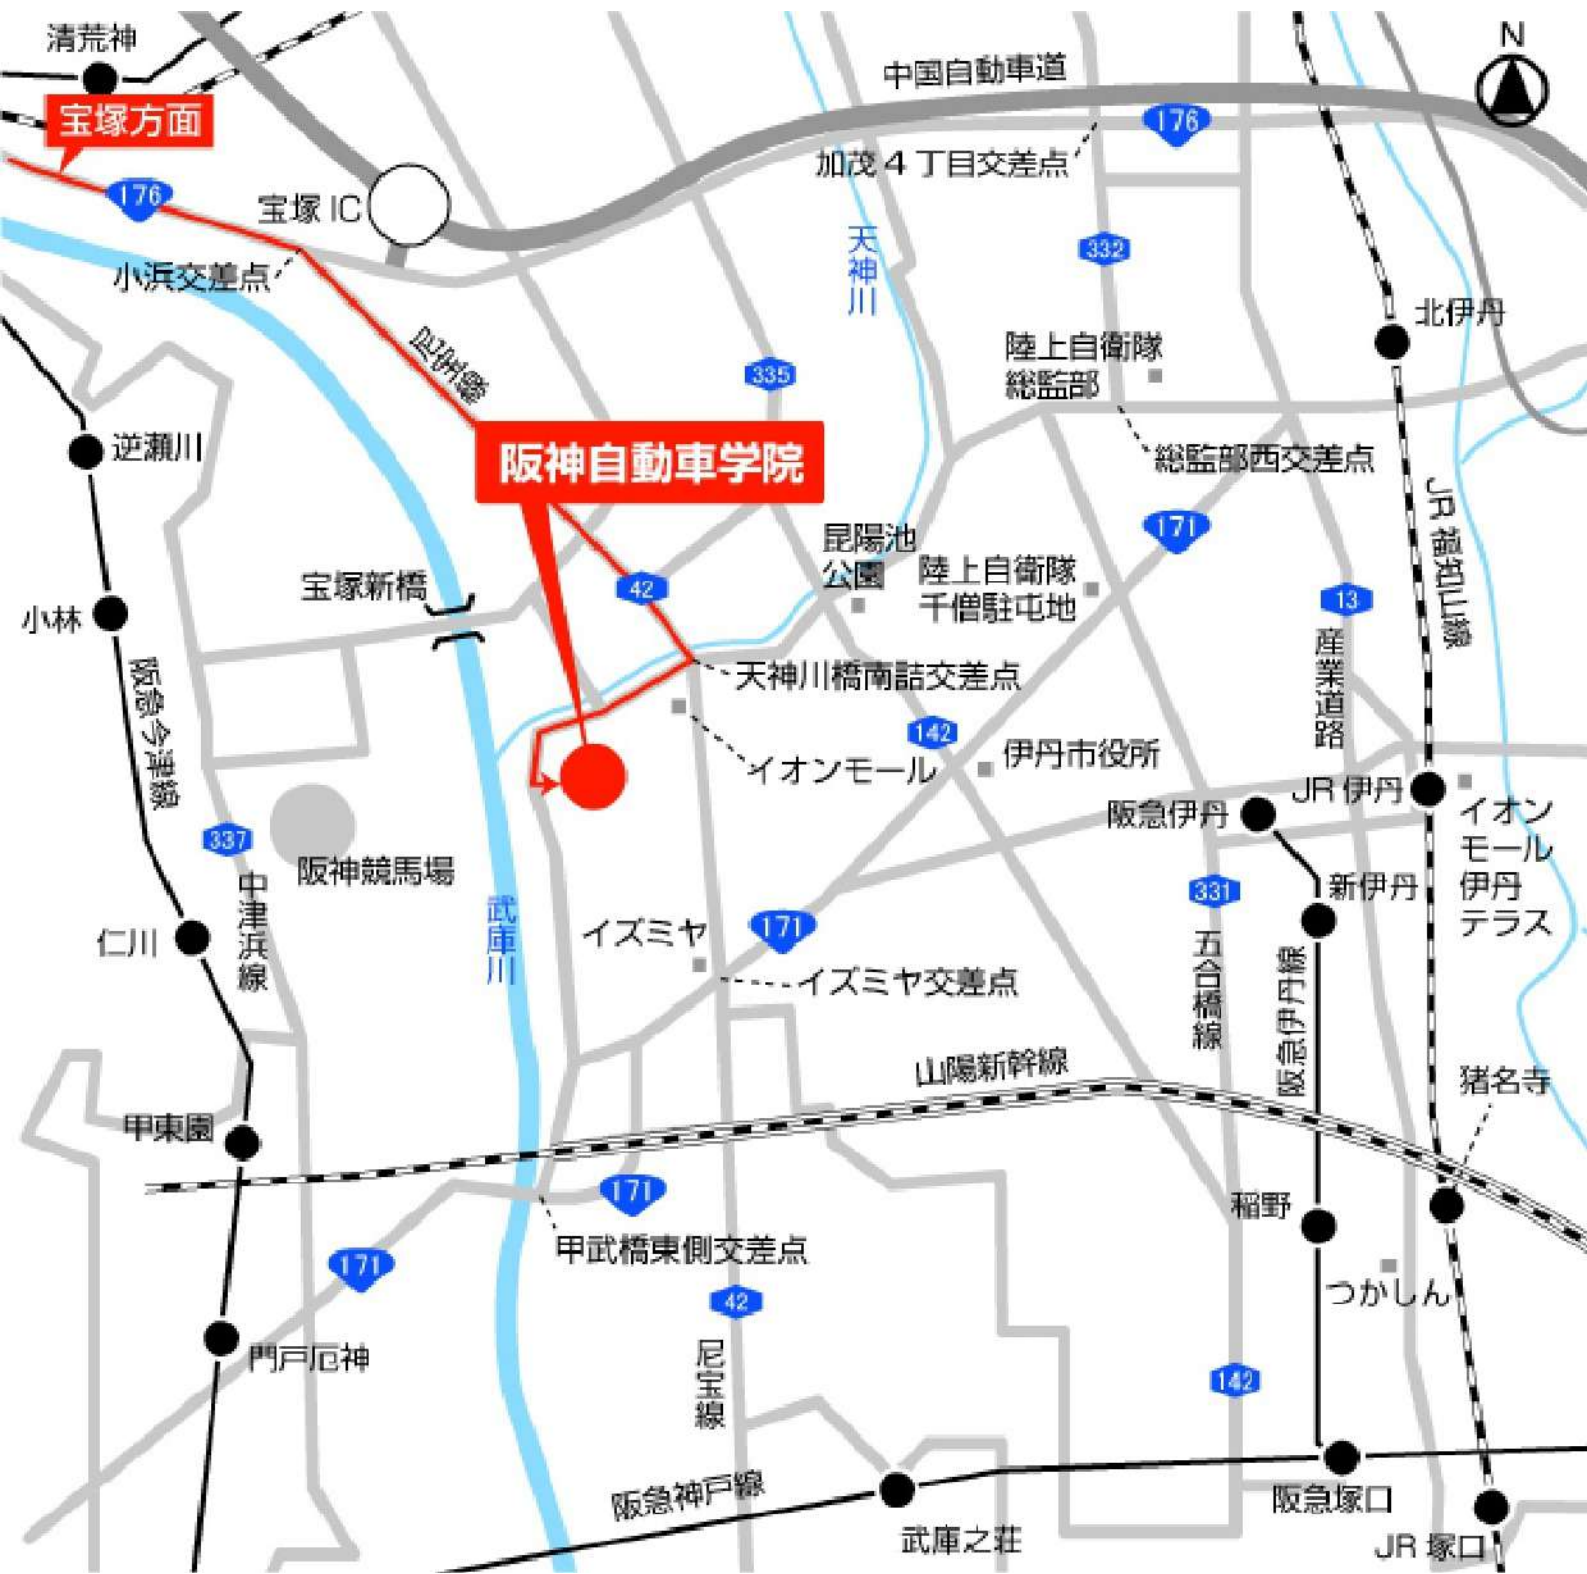 清荒神
N
中国自動車道
宝塚方面
176
加茂4丁目交差点
176
宝塚IC
天神川
332
小浜交差点
北伊丹
尼宝線
陸上自衛隊
総監部
335
逆瀬川
阪神自動車学院
総監部西交差点
JR福知山線
171
昆陽池
公園
陸上自衛隊
千僧駐屯地
宝塚新橋
42
13
小林
産業道路
阪急今津線
天神川橋南詰交差点
142
イオンモール
伊丹市役所
JR伊丹
阪急伊丹
イオン
モール
伊丹
テラス
337
阪神競馬場
新伊丹
331
中津浜線
武庫川
イズミヤ
171
仁川
五合橋線
阪急伊丹線
イズミヤ交差点
山陽新幹線
猪名寺
甲東園
171
稲野
甲武橋東側交差点
171
つかしん
42
門戸厄神
尼宝線
142
阪急神戸線
阪急塚口
武庫之荘
JR塚口